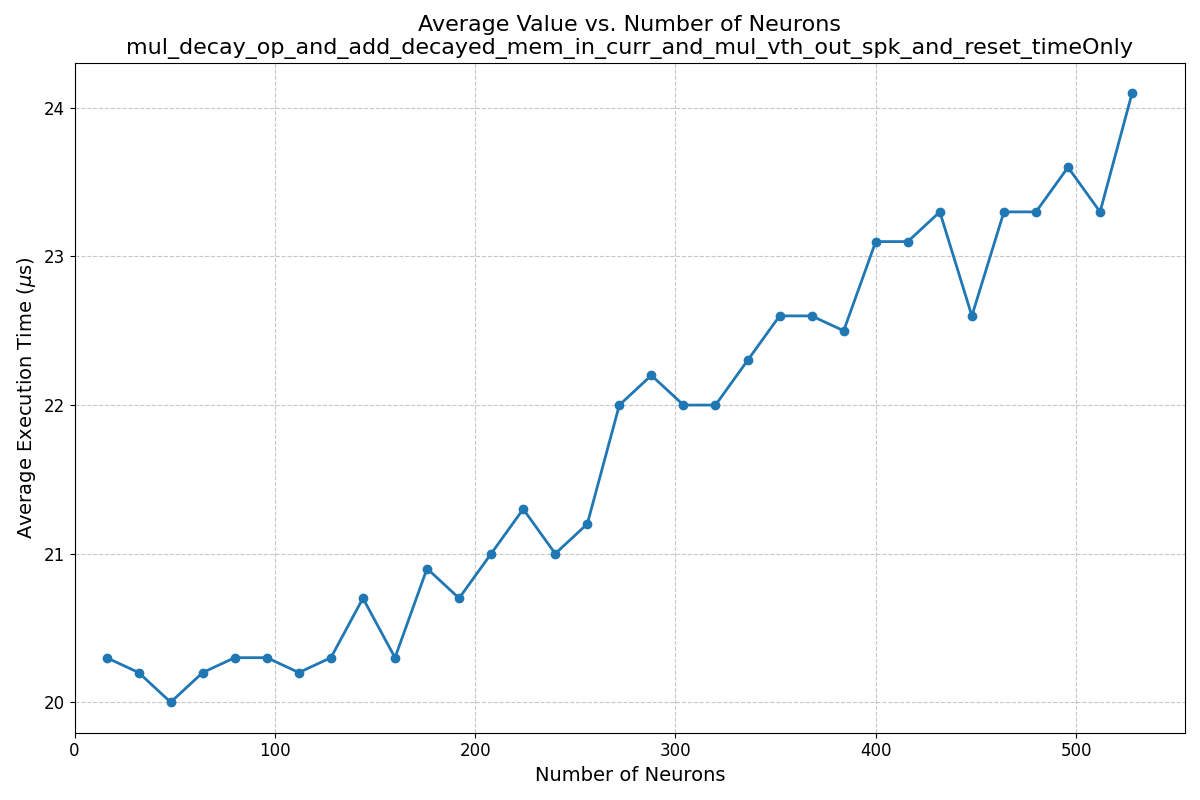 Average Value vs. Number of Neurons
mul_decay_op_and_add_decayed_mem_in_curr_and_mul_vth_out_spk_and_reset_timeOnly
24
23
22
21
20
Average Execution Time (μs)
0 100 200 300 400 500
Number of Neurons